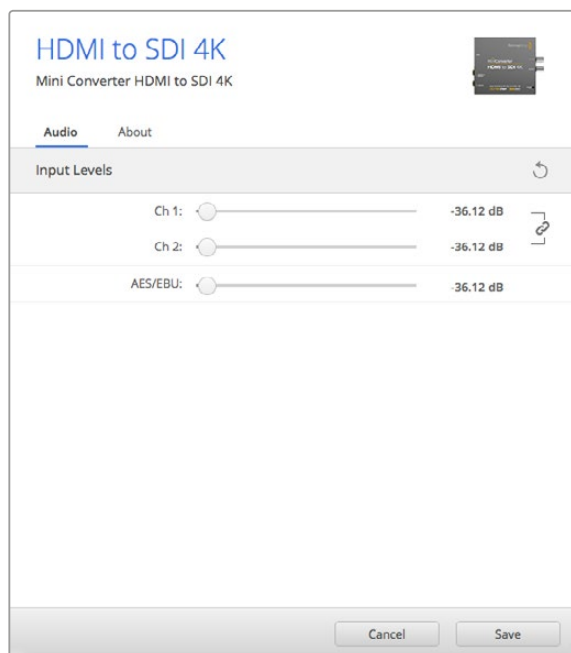 HDMI to SDI 4K
Mini Converter HDMI to SDI 4K
Audio About
Input Levels
Ch 1: -36.12 dB
Ch 2: -36.12 dB
AES/EBU: -36.12 dB
Cancel Save